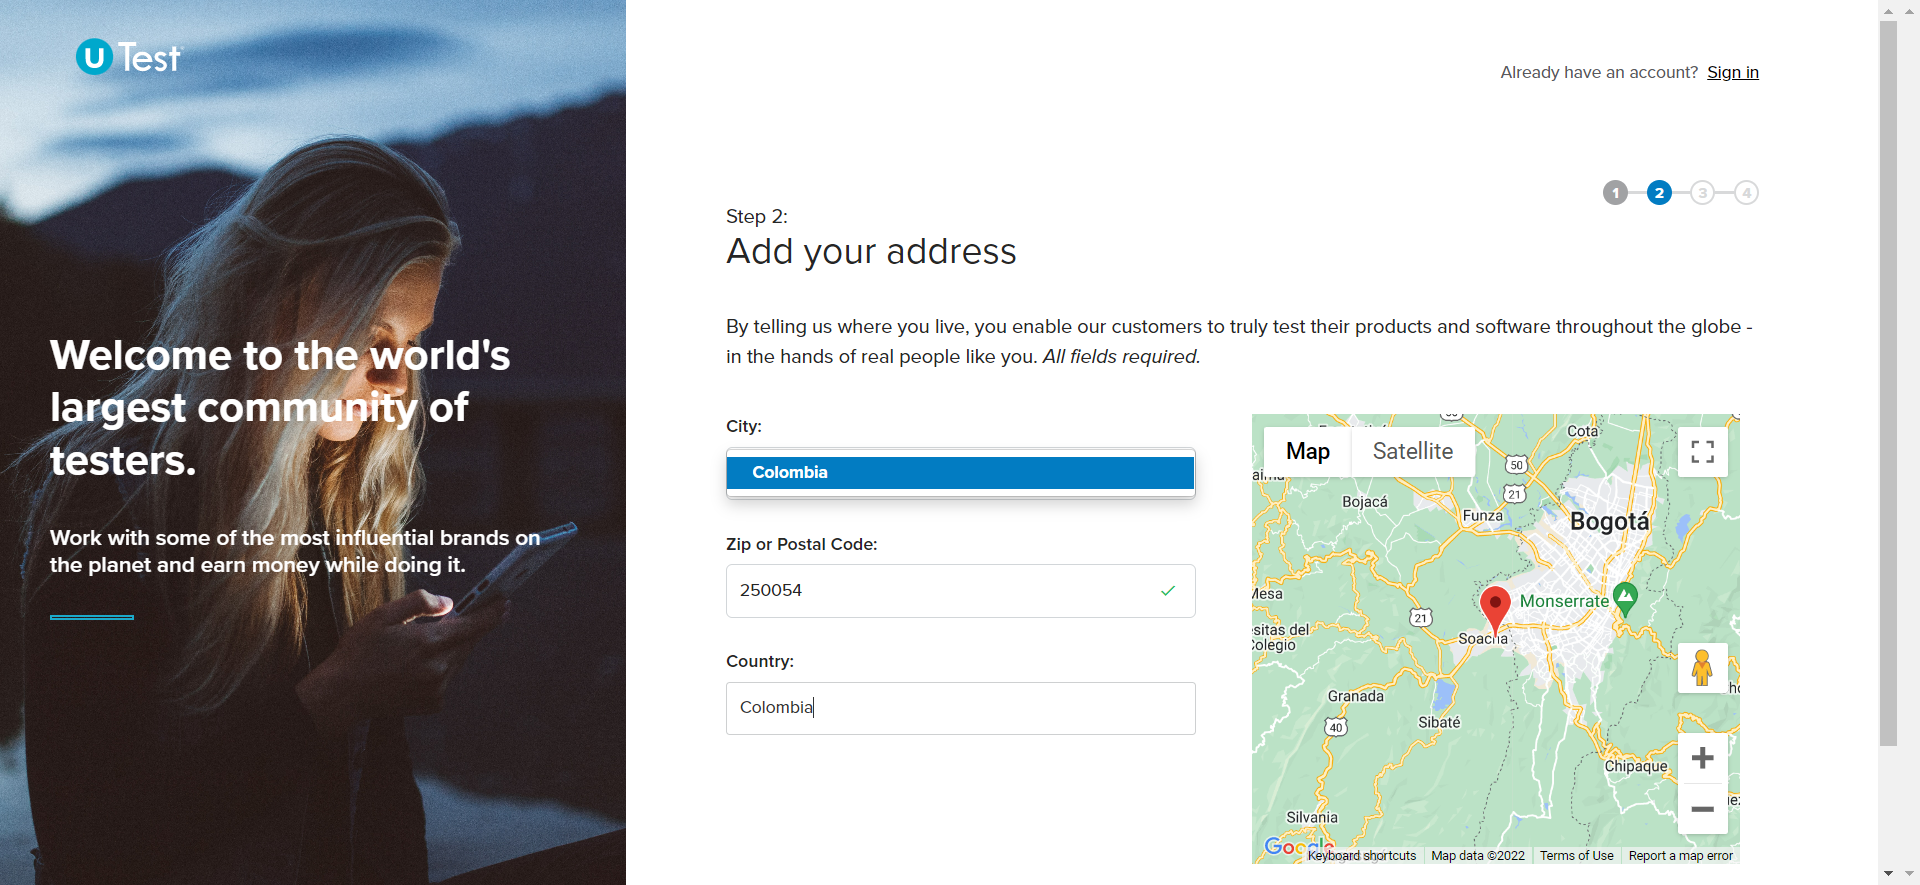 U Test
Welcome to the world's
largest community of
testers.
Work with some of the most influential brands on
the planet and earn money while doing it.
Already have an account? Sign in
1 2 3 4
Step 2:
Add your address
By telling us where you live, you enable our customers to truly test their products and software throughout the globe -
in the hands of real people like you. All fields required.
City:
Colombia
Zip or Postal Code:
250054
Country:
Colombia
Map Satellite
Cota
50
21
Bojacá
Funza
Bogotá
Mesa
Monserrate
21
esitas del
Colegio
Soacha
Granada
Sibaté
40
Chipaque
Silvania
Google
Keyboard shortcuts Map data ©2022 Terms of Use Report a map error